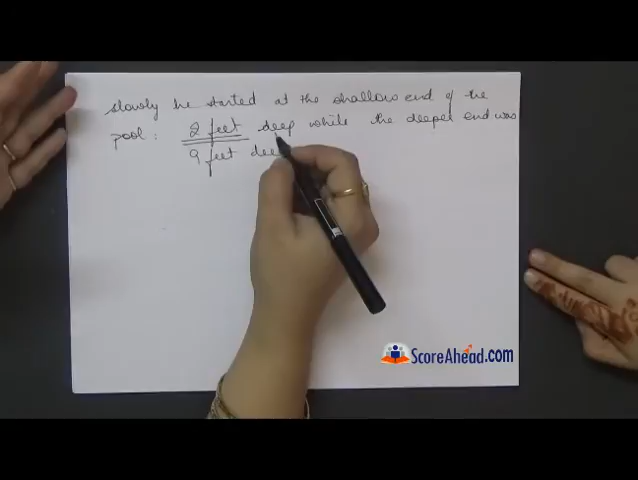 slowly he started at the shallow end of the
pool : 2 feet deep while the deeper end was
9 feet deep
ScoreAhead.com